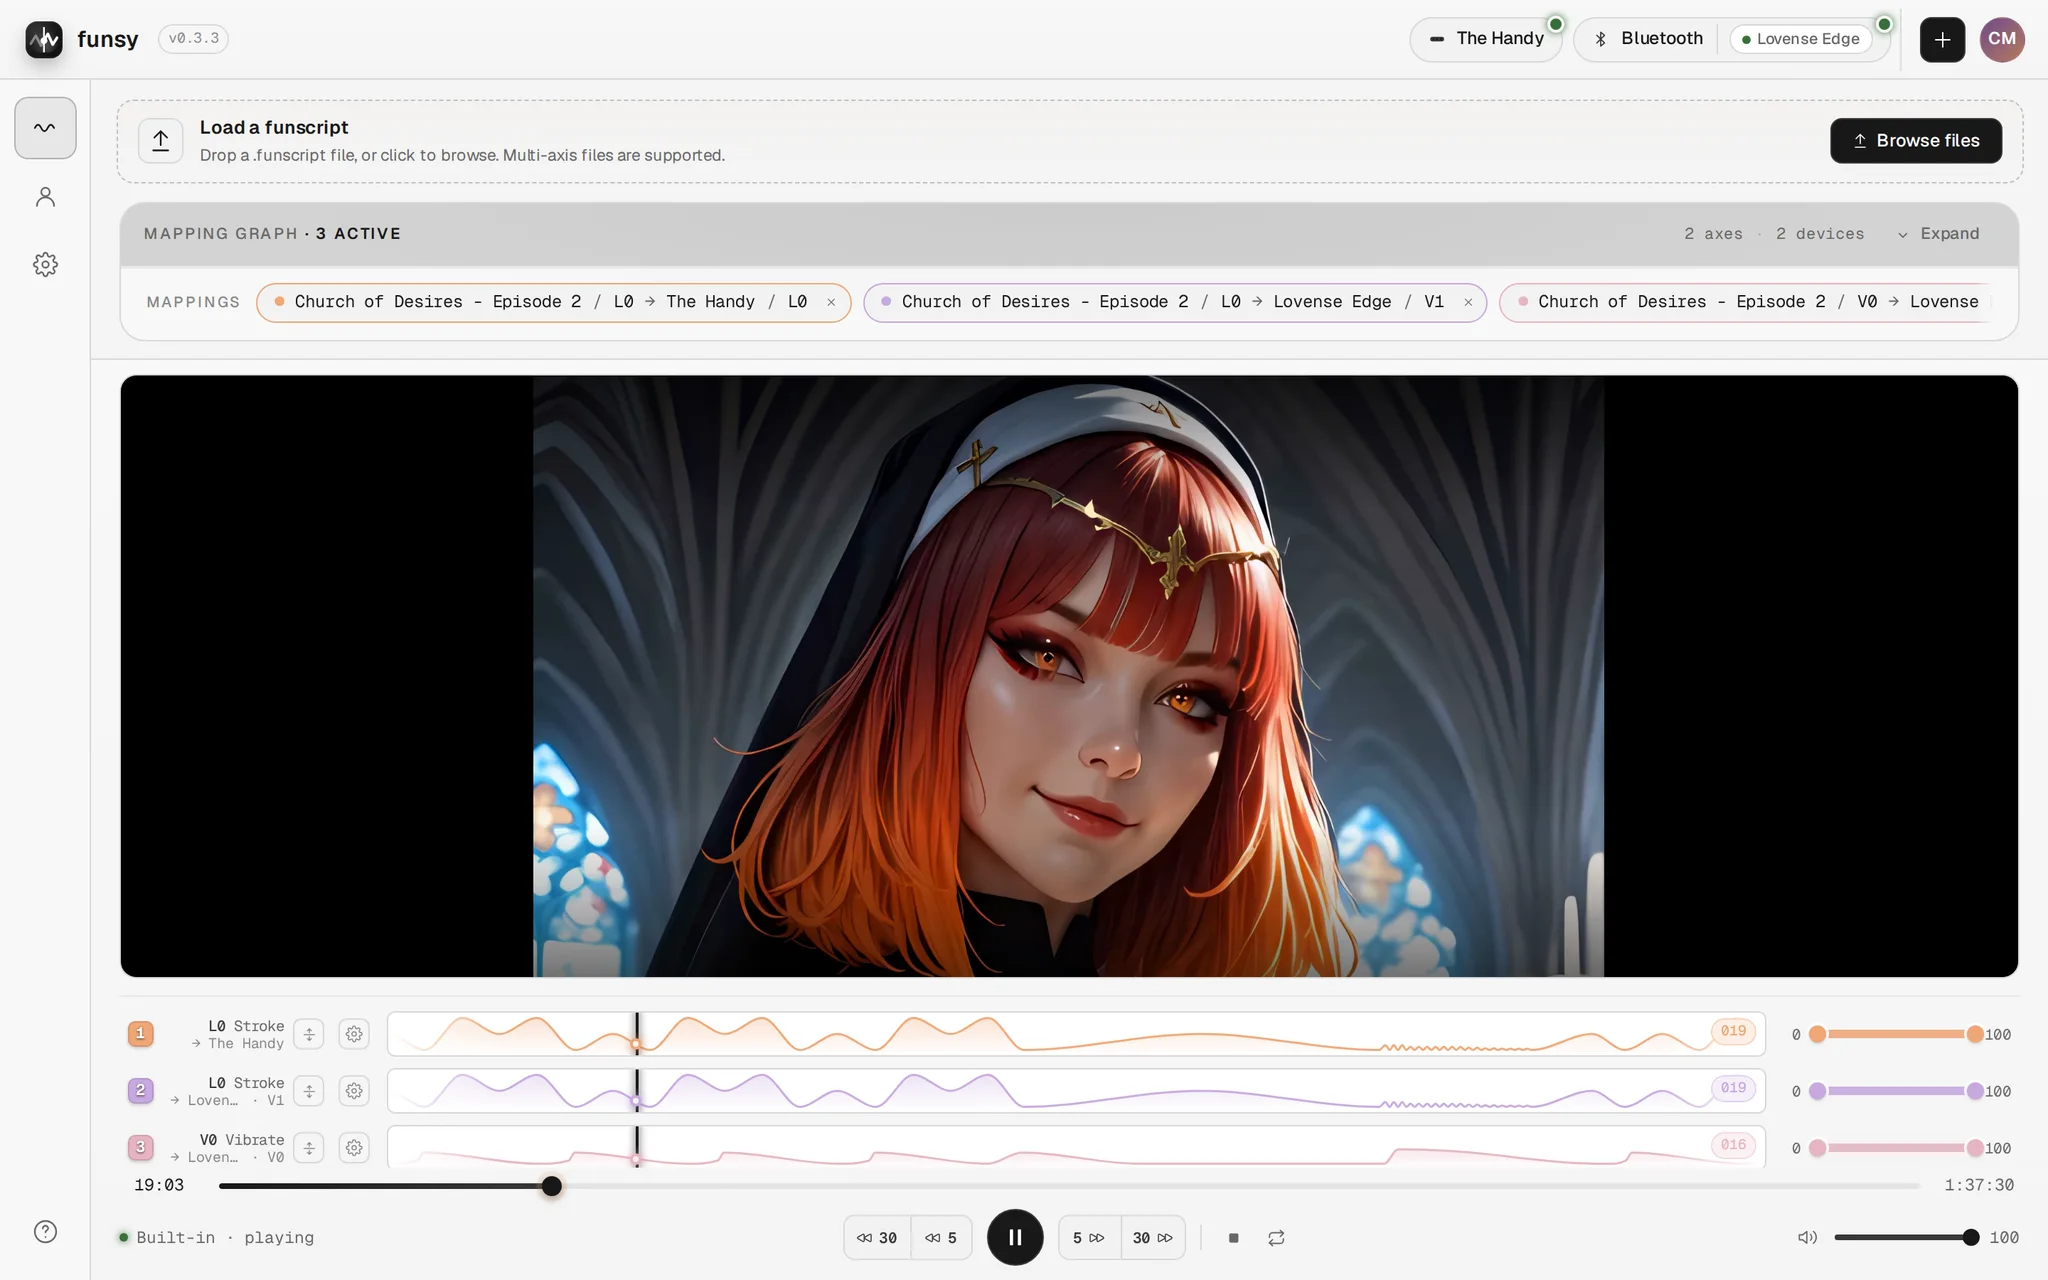 funsy v0.3.3 The Handy Bluetooth Lovense Edge + CM
Load a funscript
Drop a .funscript file, or click to browse. Multi-axis files are supported.
Browse files
MAPPING GRAPH · 3 ACTIVE 2 axes · 2 devices Expand
MAPPINGS Church of Desires - Episode 2 / L0 → The Handy / L0 × Church of Desires - Episode 2 / L0 → Lovense Edge / V1 × Church of Desires - Episode 2 / V0 → Lovense
1 L0 Stroke 019 0 100
→ The Handy
2 L0 Stroke 019 0 100
→ Loven… · V1
3 V0 Vibrate 016 0 100
→ Loven… · V0
19:03 1:37:30
Built-in · playing 30 5 5 30 100